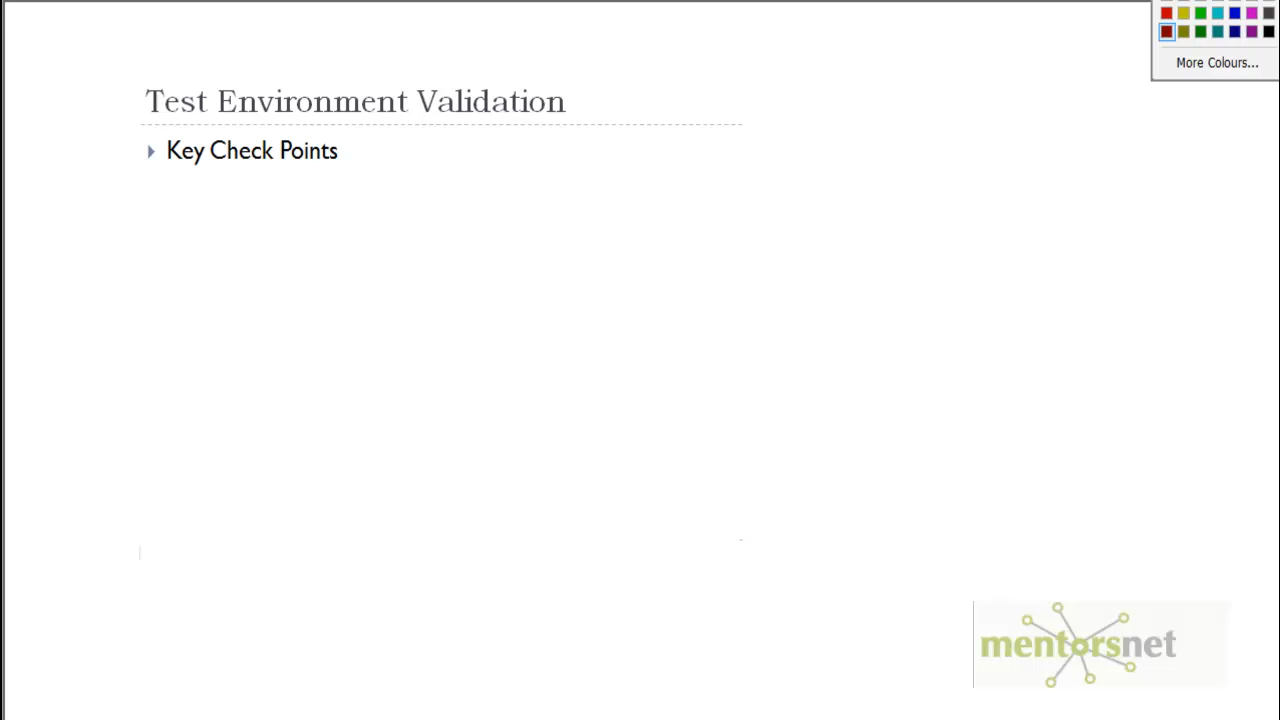 More Colours...
Test Environment Validation
Key Check Points
mentorsnet